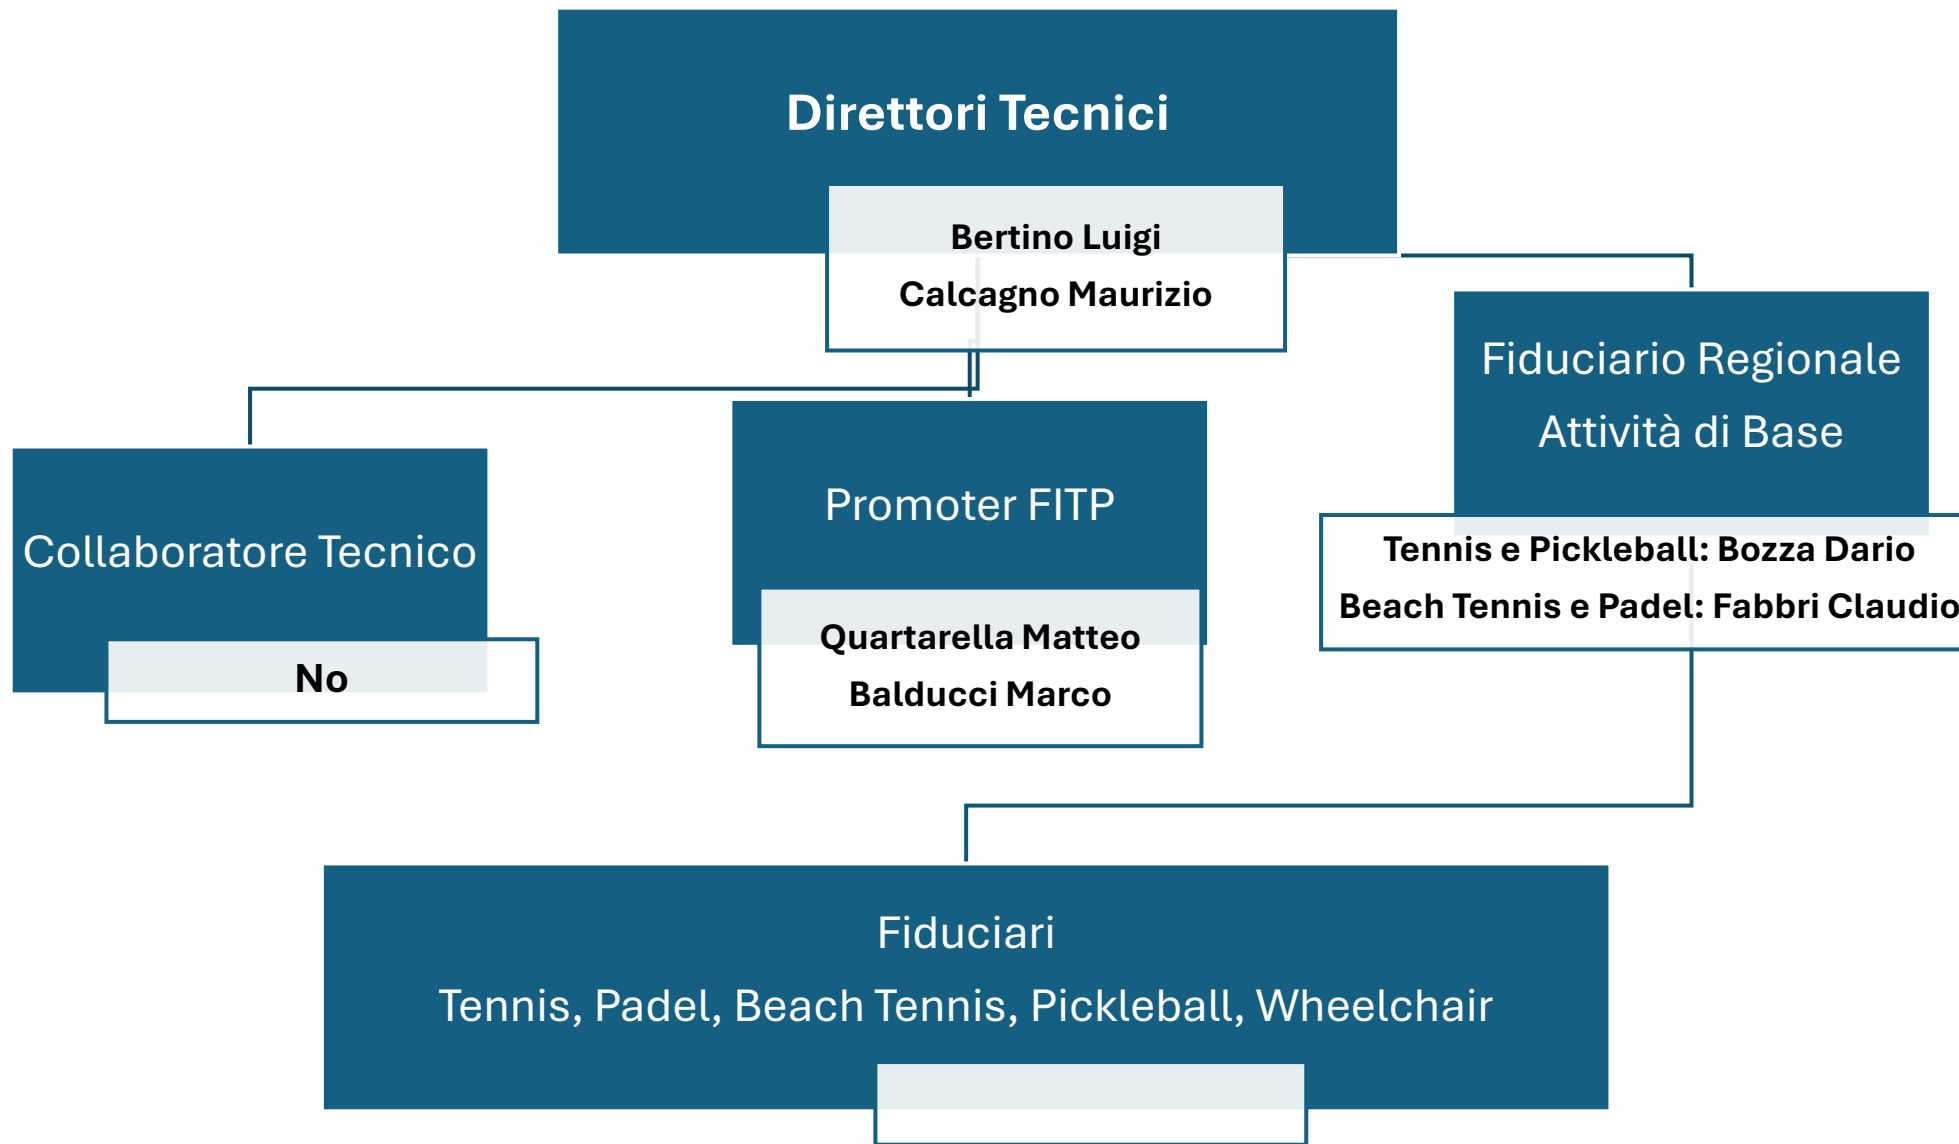 Direttori Tecnici
Bertino Luigi
Calcagno Maurizio
Fiduciario Regionale
Attività di Base
Tennis e Pickleball: Bozza Dario
Beach Tennis e Padel: Fabbri Claudio
Promoter FITP
Quartarella Matteo
Balducci Marco
Collaboratore Tecnico
No
Fiduciari
Tennis, Padel, Beach Tennis, Pickleball, Wheelchair